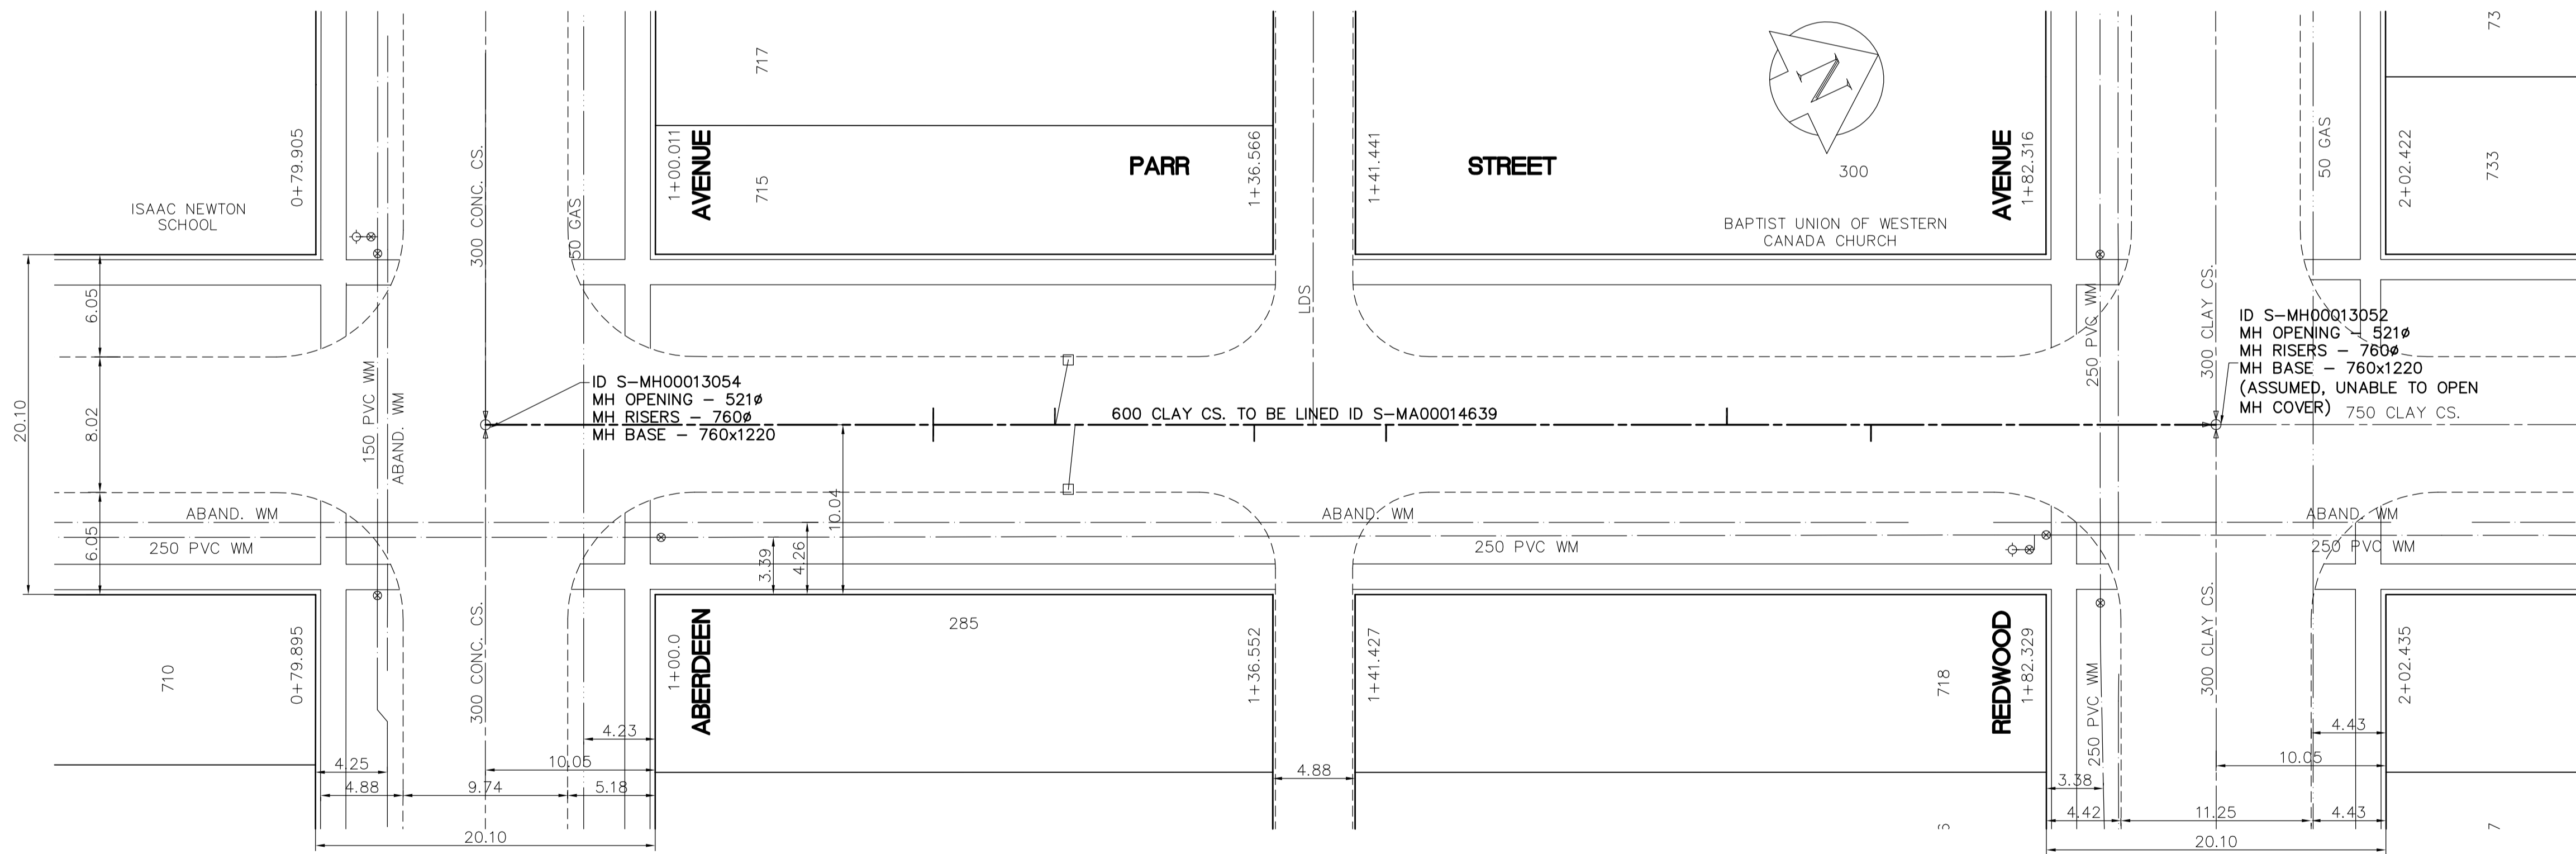 717
73
0+79.905
300 CONC. CS.
50 GAS
1+00.011
AVENUE
715
PARR
1+36.566
1+41.441
STREET
N
300
AVENUE
1+82.316
50 GAS
2+02.422
733
ISAAC NEWTON
SCHOOL
BAPTIST UNION OF WESTERN
CANADA CHURCH
LDS
250 PVC WM
300 CLAY CS.
20.10
6.05
8.02
6.05
150 PVC WM
ABAND. WM
ID S-MH00013054
MH OPENING - 521ø
MH RISERS - 760ø
MH BASE - 760x1220
600 CLAY CS. TO BE LINED ID S-MA00014639
ID S-MH00013052
MH OPENING - 521ø
MH RISERS - 760ø
MH BASE - 760x1220
(ASSUMED, UNABLE TO OPEN
MH COVER)
750 CLAY CS.
ABAND. WM
250 PVC WM
3.39
4.26
10.04
ABAND. WM
250 PVC WM
ABAND. WM
250 PVC WM
710
0+79.895
300 CONC. CS.
1+00.0
ABERDEEN
285
1+36.552
1+41.427
718
REDWOOD
1+82.329
250 PVC WM
300 CLAY CS.
2+02.435
4.23
4.25
10.05
4.88
9.74
5.18
20.10
4.88
4.43
10.05
3.38
4.42
11.25
4.43
20.10
7